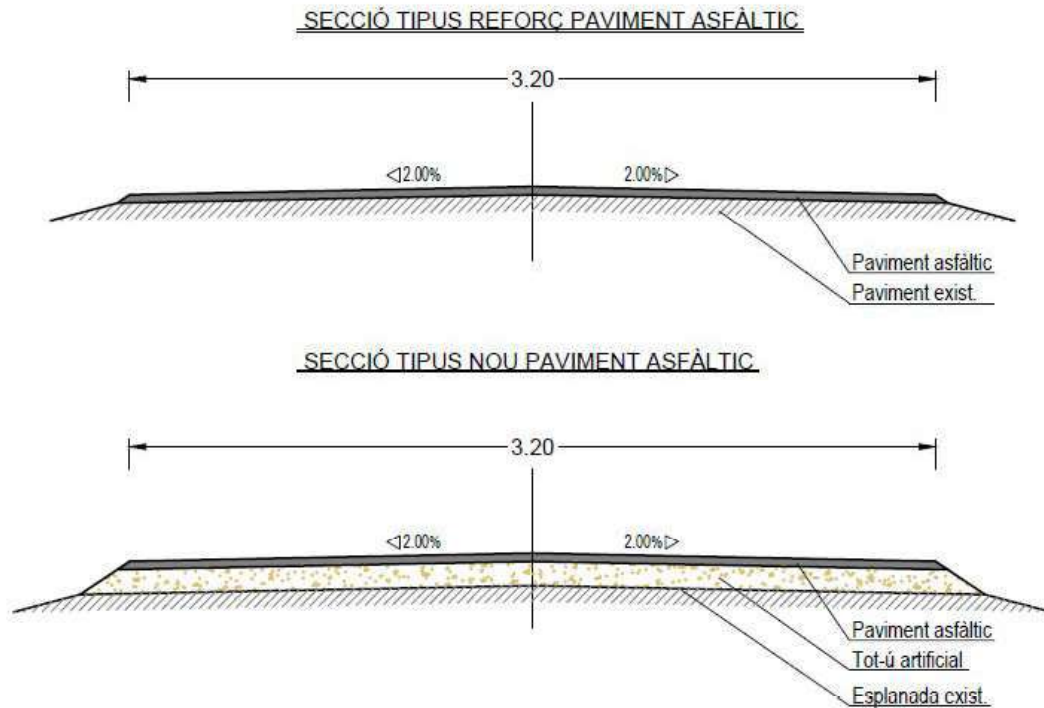 SECCIÓ TIPUS REFORÇ PAVIMENT ASFÀLTIC
3.20
2.00% 2.00%
Paviment asfàltic
Paviment exist.
SECCIÓ TIPUS NOU PAVIMENT ASFÀLTIC
3.20
2.00% 2.00%
Paviment asfàltic
Tot-ú artificial
Esplanada exist.